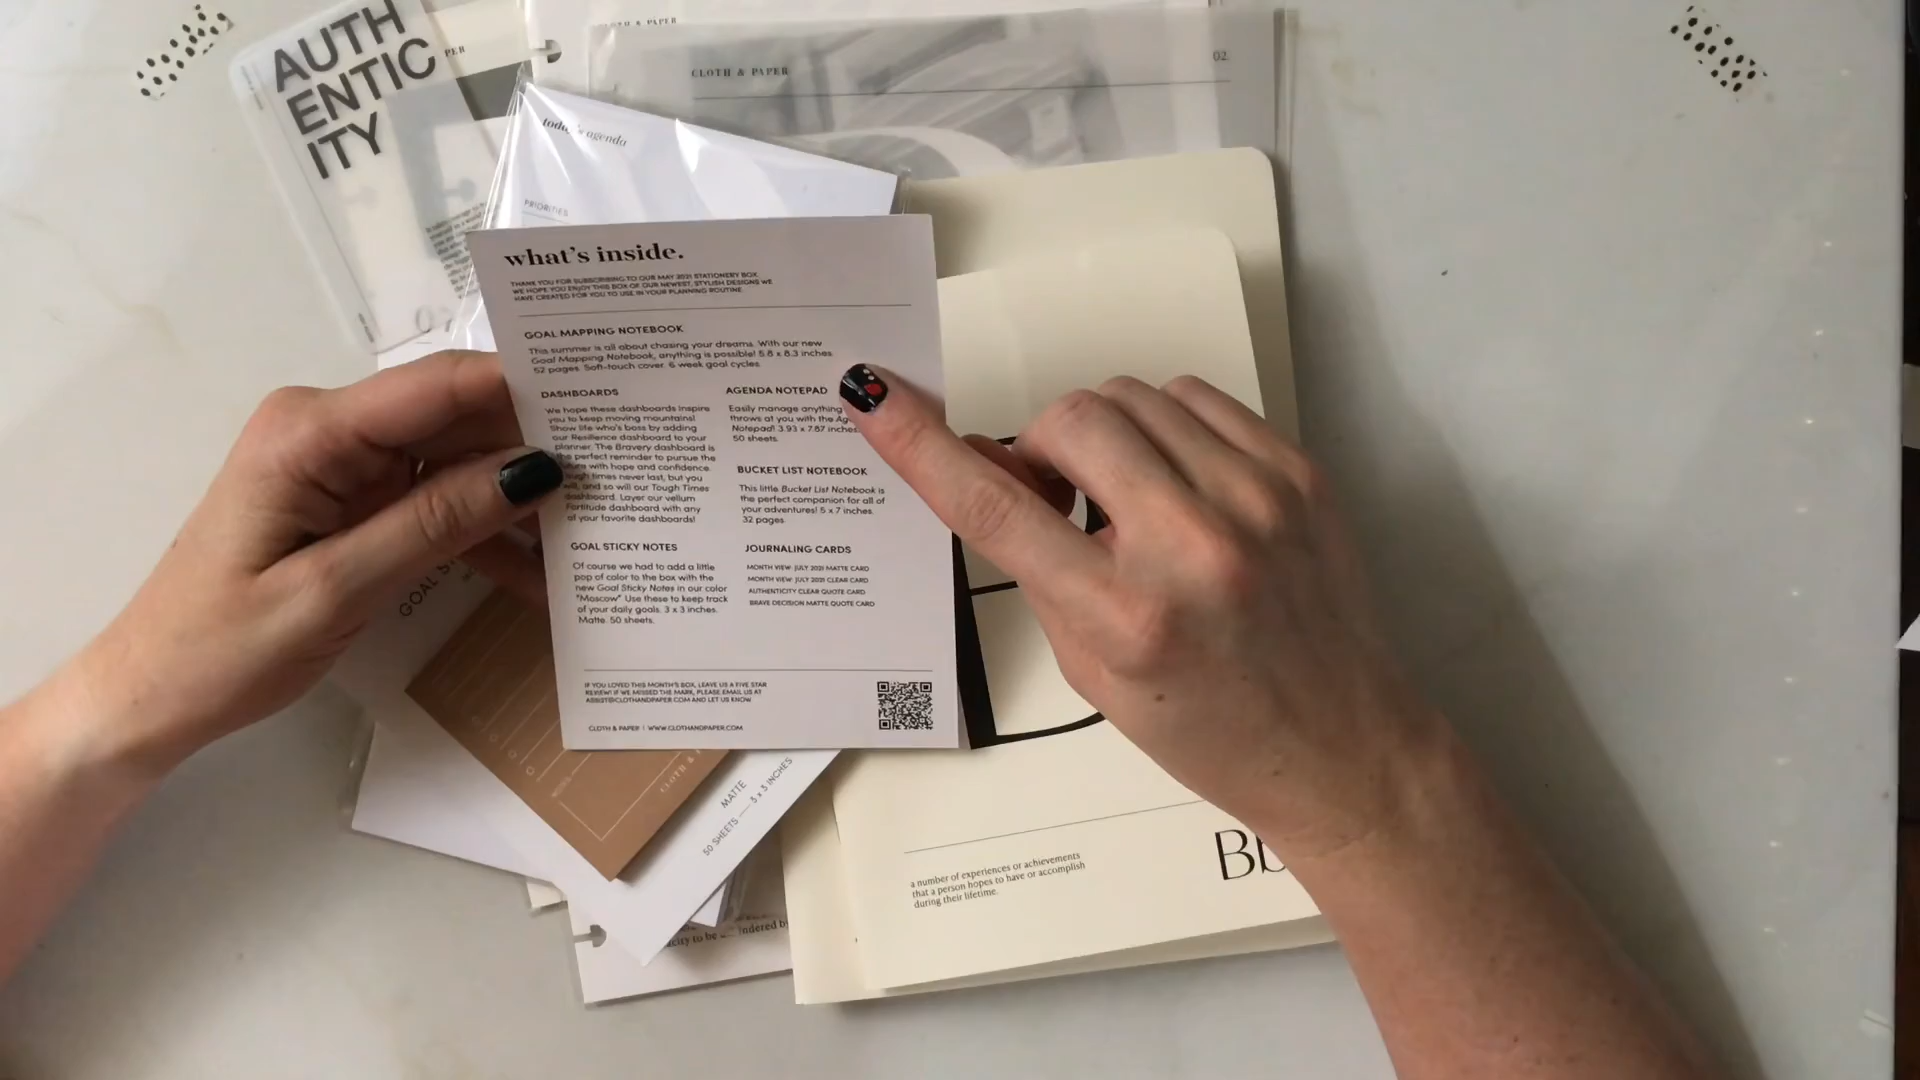 AUTH
ENTIC
ITY
PER
CLOTH & PAPER
CLOTH & PAPER
02.
today's agenda
PRIORITIES
what's inside.
THANK YOU FOR SUBSCRIBING TO OUR MAY 2021 STATIONERY BOX.
WE HOPE YOU ENJOY THIS BOX OF OUR NEWEST, STYLISH DESIGNS WE
HAVE CREATED FOR YOU TO USE IN YOUR PLANNING ROUTINE.
GOAL MAPPING NOTEBOOK
This summer is all about chasing your dreams. With our new
Goal Mapping Notebook, anything is possible! 5.8 x 8.3 inches.
52 pages. Soft-touch cover. 6 week goal cycles.
DASHBOARDS
We hope these dashboards inspire
you to keep moving mountains!
Show life who's boss by adding
our Resilience dashboard to your
planner. The Bravery dashboard is
the perfect reminder to pursue the
future with hope and confidence.
Tough times never last, but you
will, and so will our Tough Times
dashboard. Layer our vellum
Fortitude dashboard with any
of your favorite dashboards!
AGENDA NOTEPAD
Easily manage anything
throws at you with the
Notepad! 3.93 x 7.87 inches.
50 sheets.
BUCKET LIST NOTEBOOK
This little Bucket List Notebook is
the perfect companion for all of
your adventures! 5 x 7 inches.
32 pages.
GOAL STICKY NOTES
Of course we had to add a little
pop of color to the box with the
new Goal Sticky Notes in our color
"Moscow". Use these to keep track
of your daily goals. 3 x 3 inches.
Matte. 50 sheets.
JOURNALING CARDS
MONTH VIEW: JULY 2021 MATTE CARD
MONTH VIEW: JULY 2021 CLEAR CARD
AUTHENTICITY CLEAR QUOTE CARD
BRAVE DECISION MATTE QUOTE CARD
IF YOU LOVED THIS MONTH'S BOX, LEAVE US A FIVE STAR
REVIEW! IF WE MISSED THE MARK, PLEASE EMAIL US AT
ASSIST@CLOTHANDPAPER.COM AND LET US KNOW.
CLOTH & PAPER | WWW.CLOTHANDPAPER.COM
GOAL
MATTE
50 SHEETS — 3 x 3 INCHES
a number of experiences or achievements
that a person hopes to have or accomplish
during their lifetime.